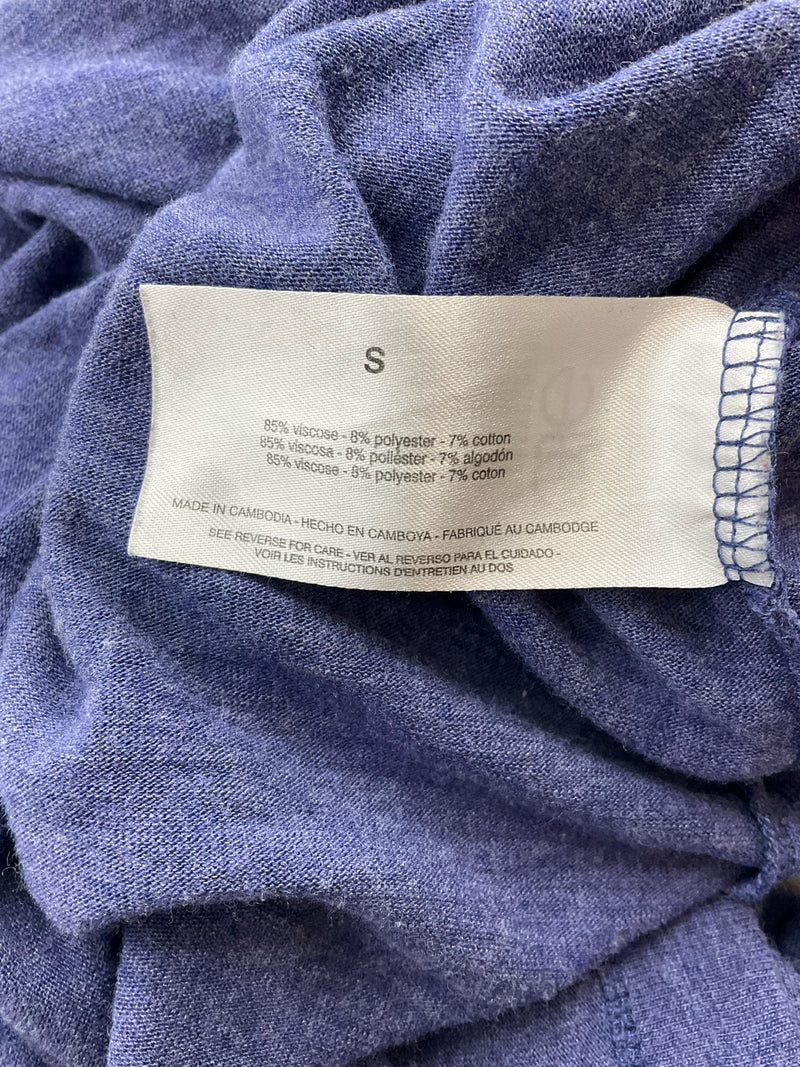 S
85% viscose - 8% polyester - 7% cotton
85% viscosa - 8% poliéster - 7% algodón
85% viscose - 8% polyester - 7% coton
MADE IN CAMBODIA - HECHO EN CAMBOYA - FABRIQUÉ AU CAMBODGE
SEE REVERSE FOR CARE - VER AL REVERSO PARA EL CUIDADO -
VOIR LES INSTRUCTIONS D'ENTRETIEN AU DOS